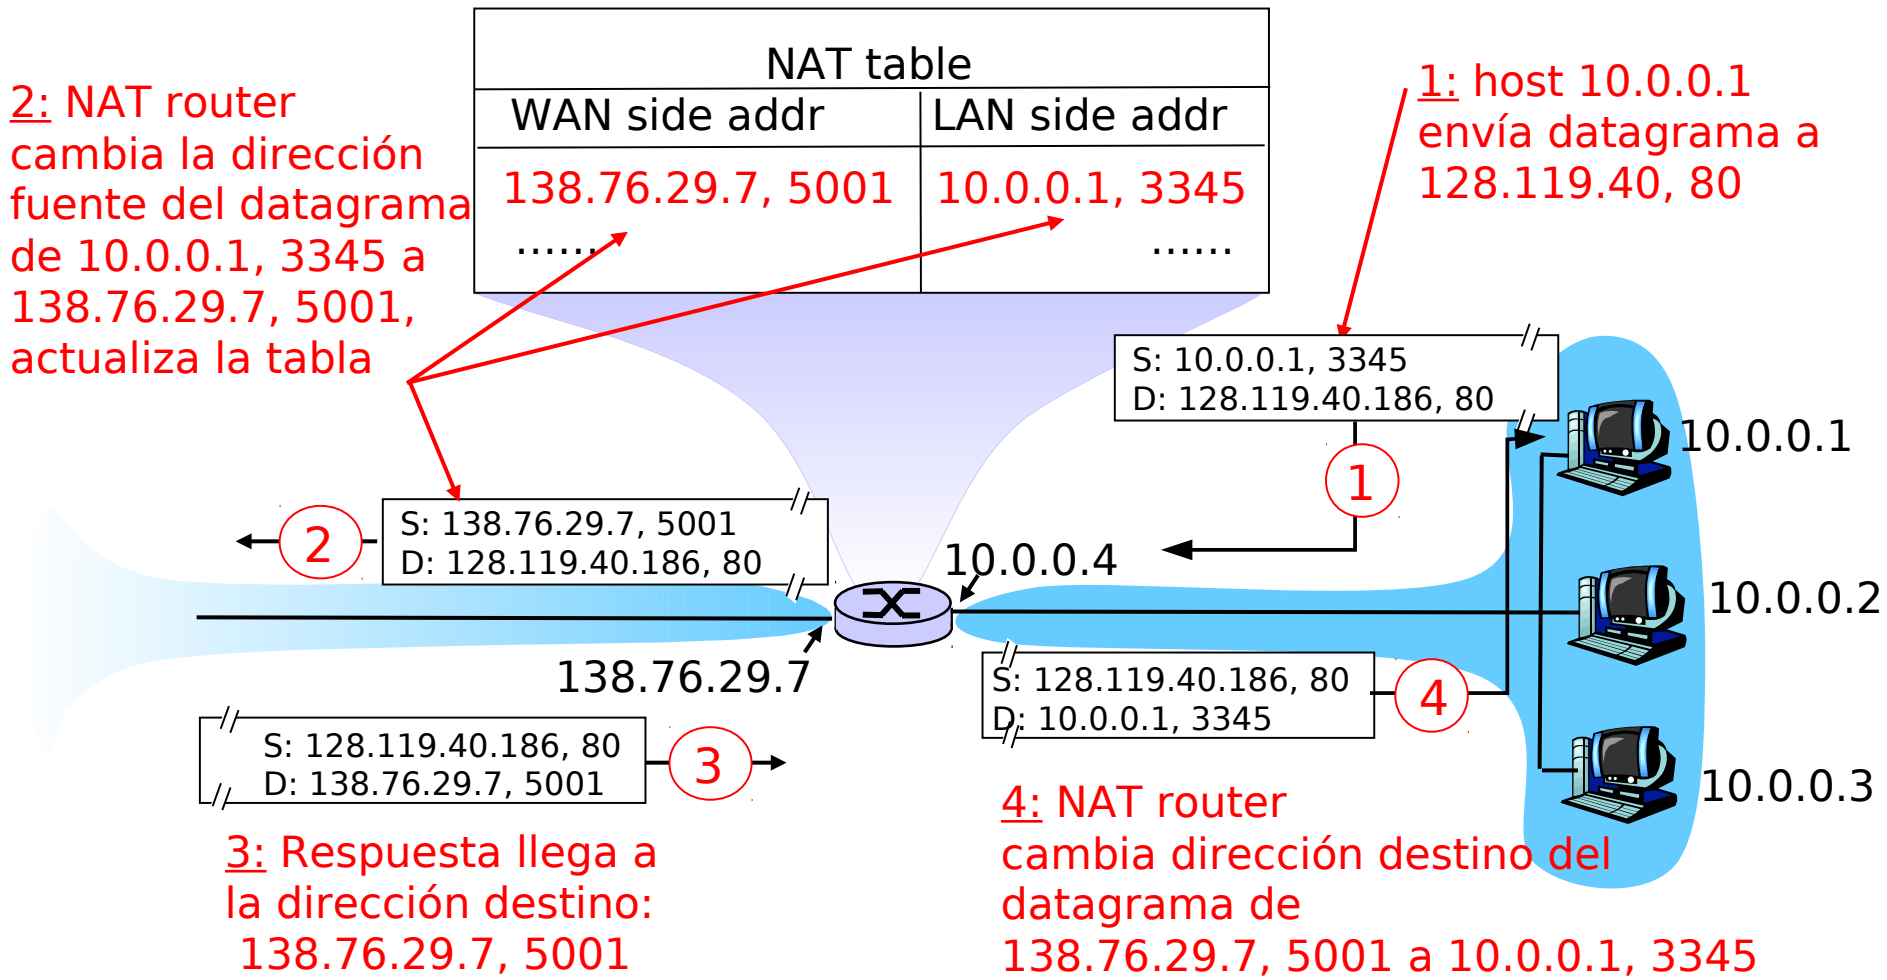 NAT table
WAN side addr LAN side addr
138.76.29.7, 5001 10.0.0.1, 3345
...... ......
2: NAT router
cambia la dirección
fuente del datagrama
de 10.0.0.1, 3345 a
138.76.29.7, 5001,
actualiza la tabla
1: host 10.0.0.1
envía datagrama a
128.119.40, 80
S: 10.0.0.1, 3345
D: 128.119.40.186, 80
1
10.0.0.1
S: 138.76.29.7, 5001
D: 128.119.40.186, 80
2
10.0.0.4
10.0.0.2
138.76.29.7
S: 128.119.40.186, 80
D: 10.0.0.1, 3345
4
S: 128.119.40.186, 80
D: 138.76.29.7, 5001
3
10.0.0.3
3: Respuesta llega a
la dirección destino:
138.76.29.7, 5001
4: NAT router
cambia dirección destino del
datagrama de
138.76.29.7, 5001 a 10.0.0.1, 3345